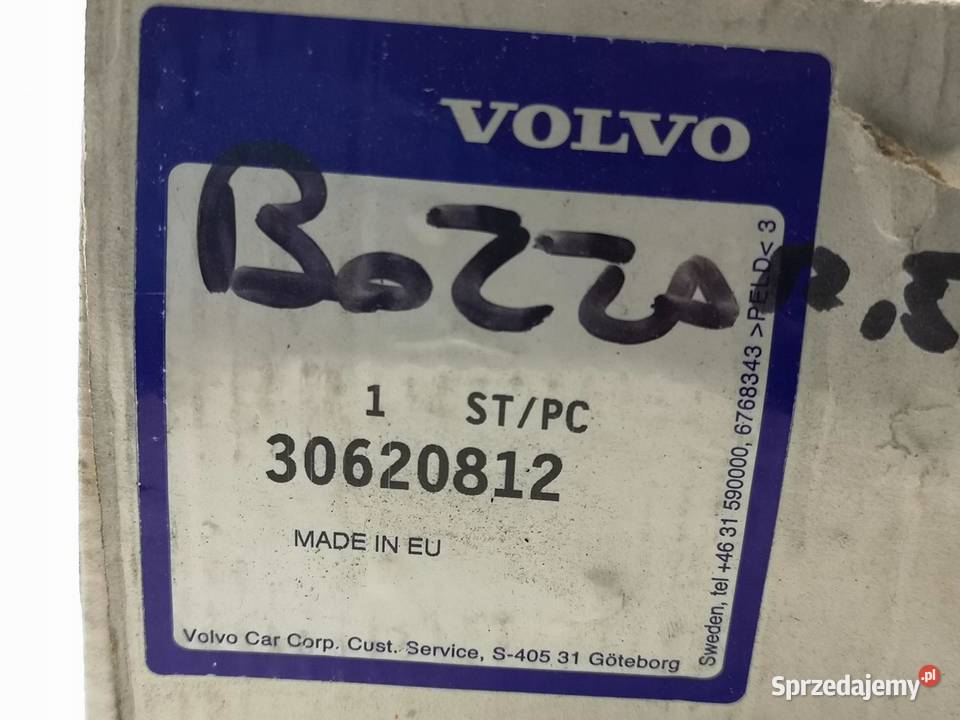 VOLVO
1 ST/PC
30620812
MADE IN EU
Volvo Car Corp. Cust. Service, S-405 31 Göteborg
Sweden, tel +46 31 590000, 6768343 >PELD< 3
Sprzedajemy.pl